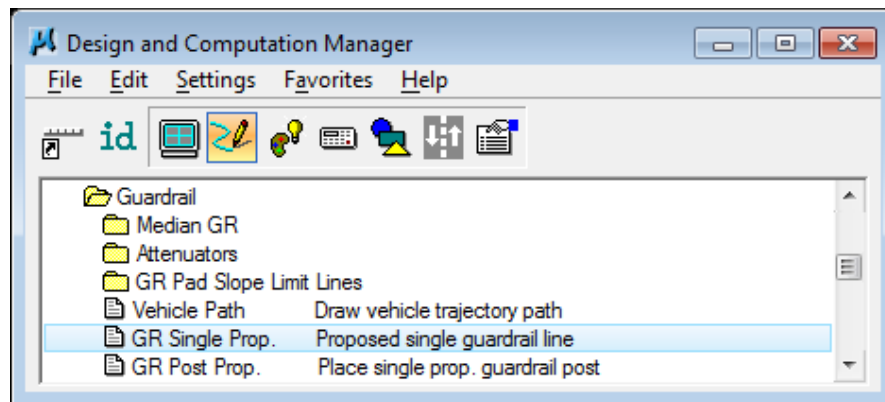 Design and Computation Manager
File Edit Settings Favorites Help
id
Guardrail
Median GR
Attenuators
GR Pad Slope Limit Lines
Vehicle Path Draw vehicle trajectory path
GR Single Prop. Proposed single guardrail line
GR Post Prop. Place single prop. guardrail post